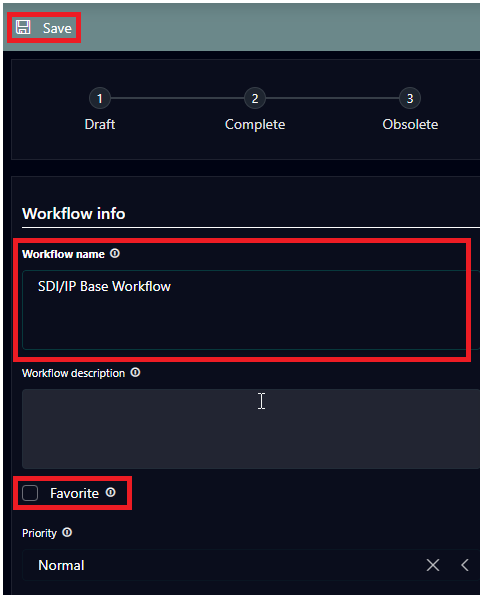 Save
1 2 3
Draft Complete Obsolete
Workflow info
Workflow name
SDI/IP Base Workflow
Workflow description
Favorite
Priority
Normal